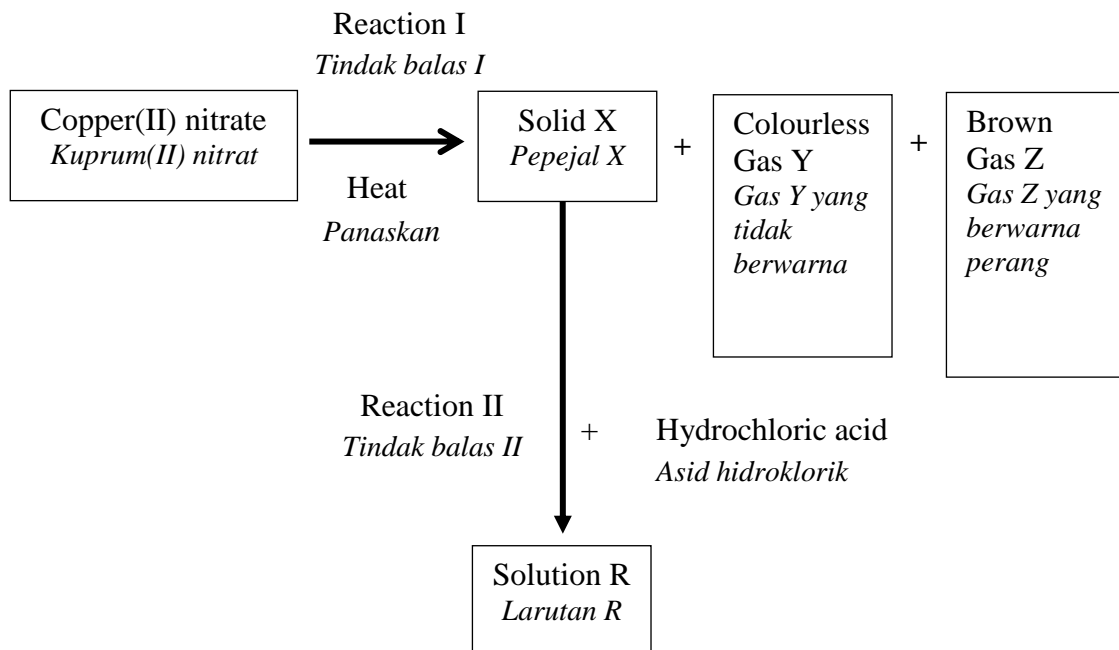 Reaction I
Tindak balas I
Copper(II) nitrate
Kuprum(II) nitrat
Heat
Panaskan
Solid X
Pepejal X
+
Colourless
Gas Y
Gas Y yang
tidak
berwarna
+
Brown
Gas Z
Gas Z yang
berwarna
perang
Reaction II
Tindak balas II
+
Hydrochloric acid
Asid hidroklorik
Solution R
Larutan R